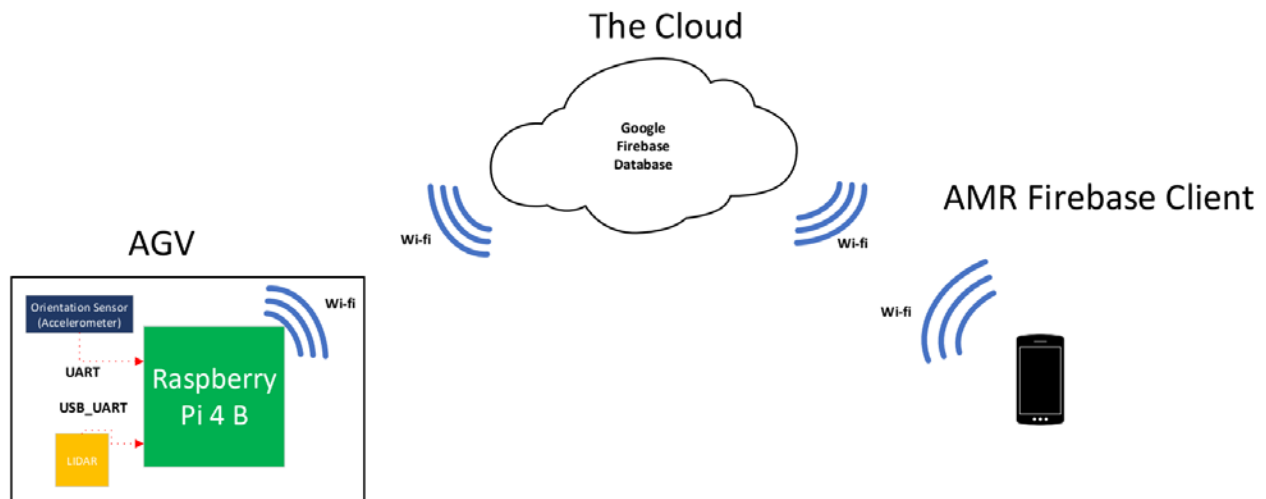 The Cloud
Google
Firebase
Database
AMR Firebase Client
Wi-fi
Wi-fi
AGV
Wi-fi
Wi-fi
Orientation Sensor
(Accelerometer)
UART
Raspberry
Pi 4 B
USB_UART
LIDAR